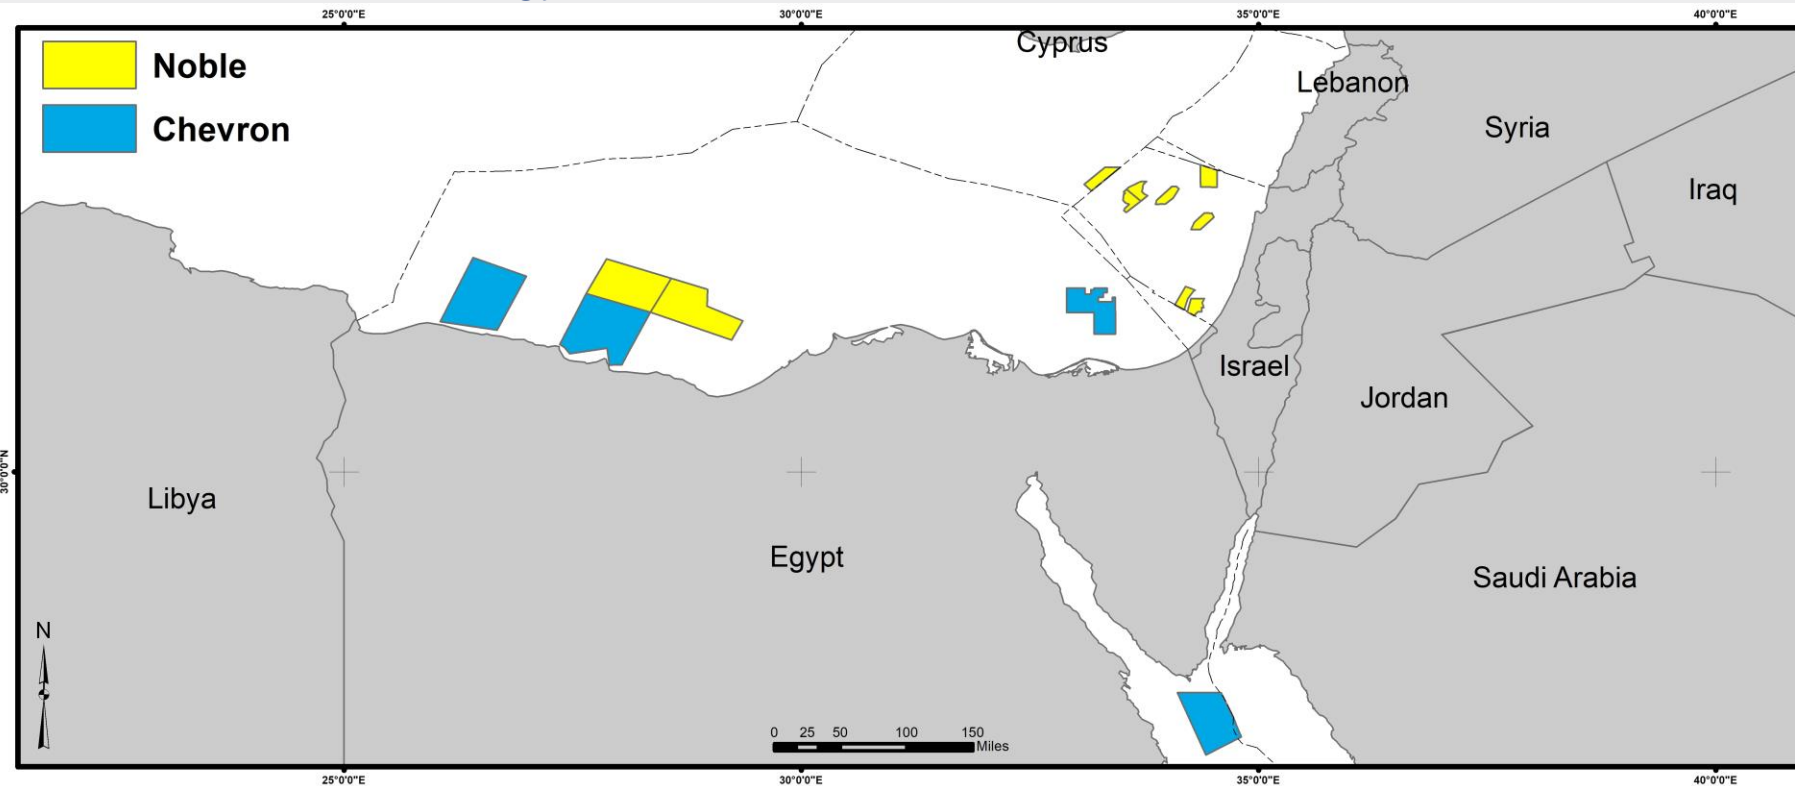 25°0'0"E 30°0'0"E 35°0'0"E 40°0'0"E
Noble
Chevron
Cyprus
Lebanon
Syria
Iraq
Israel
Jordan
30°0'0"N
Libya
Egypt
Saudi Arabia
N
0 25 50 100 150
Miles
25°0'0"E 30°0'0"E 35°0'0"E 40°0'0"E